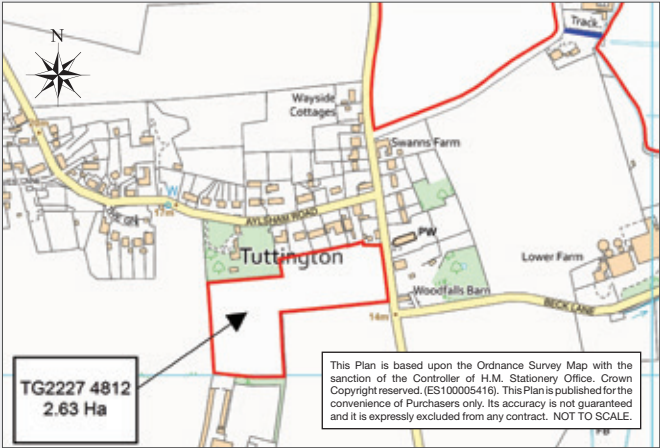 N
Track
Wayside
Cottages
Swanns Farm
W
17m
AYLSHAM ROAD
PW
Tuttington
Lower Farm
Woodfalls Barn
BECK LANE
14m
TG2227 4812
2.63 Ha
This Plan is based upon the Ordnance Survey Map with the
sanction of the Controller of H.M. Stationery Office. Crown
Copyright reserved. (ES100005416). This Plan is published for the
convenience of Purchasers only. Its accuracy is not guaranteed
and it is expressly excluded from any contract. NOT TO SCALE.
FB